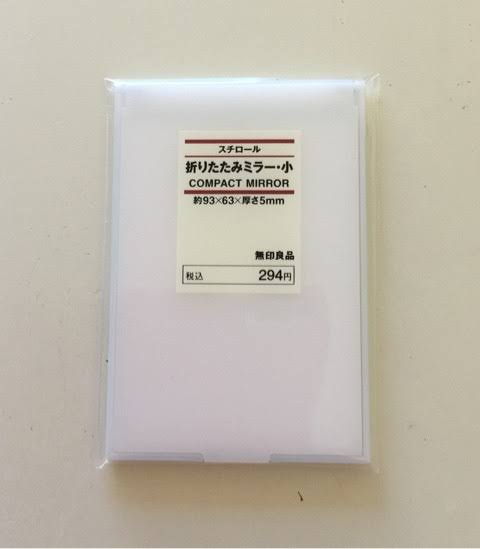 スチロール
折りたたみミラー・小
COMPACT MIRROR
約93×63×厚さ5mm
無印良品
税込 294円